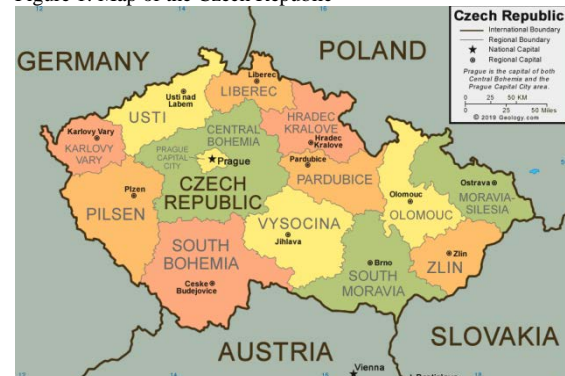 Figure 1: Map of the Czech Republic
Czech Republic
International Boundary
Regional Boundary
National Capital
Regional Capital
Prague is the capital of both
Central Bohemia and the
Prague Capital City area.
0 25 50 KM
0 25 50 Miles
© 2019 Geology.com
GERMANY
POLAND
Liberec
LIBEREC
Usti nad
Labem
USTI
Karlovy Vary
KARLOVY
VARY
HRADEC
KRALOVE
Hradec
Kralove
CENTRAL
BOHEMIA
PRAGUE
CAPITAL
CITY
Prague
CZECH
REPUBLIC
Pardubice
PARDUBICE
Plzen
PILSEN
Olomouc
OLOMOUC
Ostrava
MORAVIA-
SILESIA
VYSOCINA
Jihlava
SOUTH
BOHEMIA
Ceske
Budejovice
Brno
SOUTH
MORAVIA
Zlin
ZLIN
AUSTRIA
SLOVAKIA
Vienna